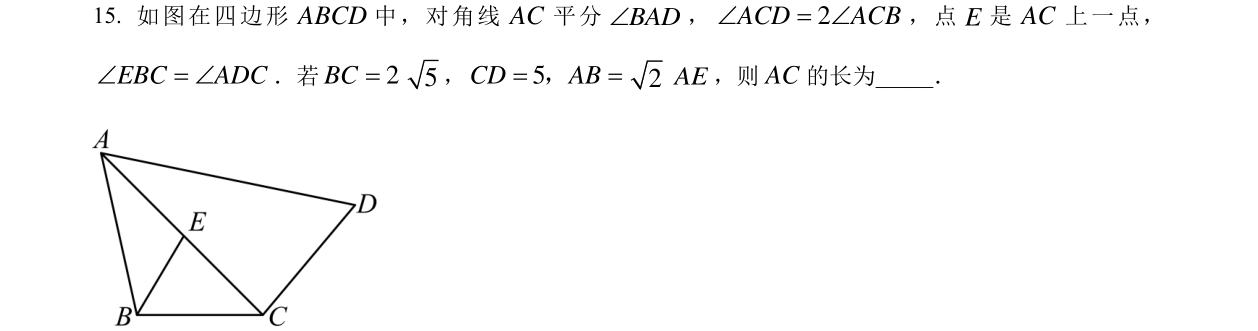 15. 如图在四边形 ABCD 中，对角线 AC 平分 ∠BAD，∠ACD = 2∠ACB，点 E 是 AC 上一点，
∠EBC = ∠ADC．若 BC = 2√5，CD = 5，AB = √2 AE，则 AC 的长为_____．
A
D
E
B
C